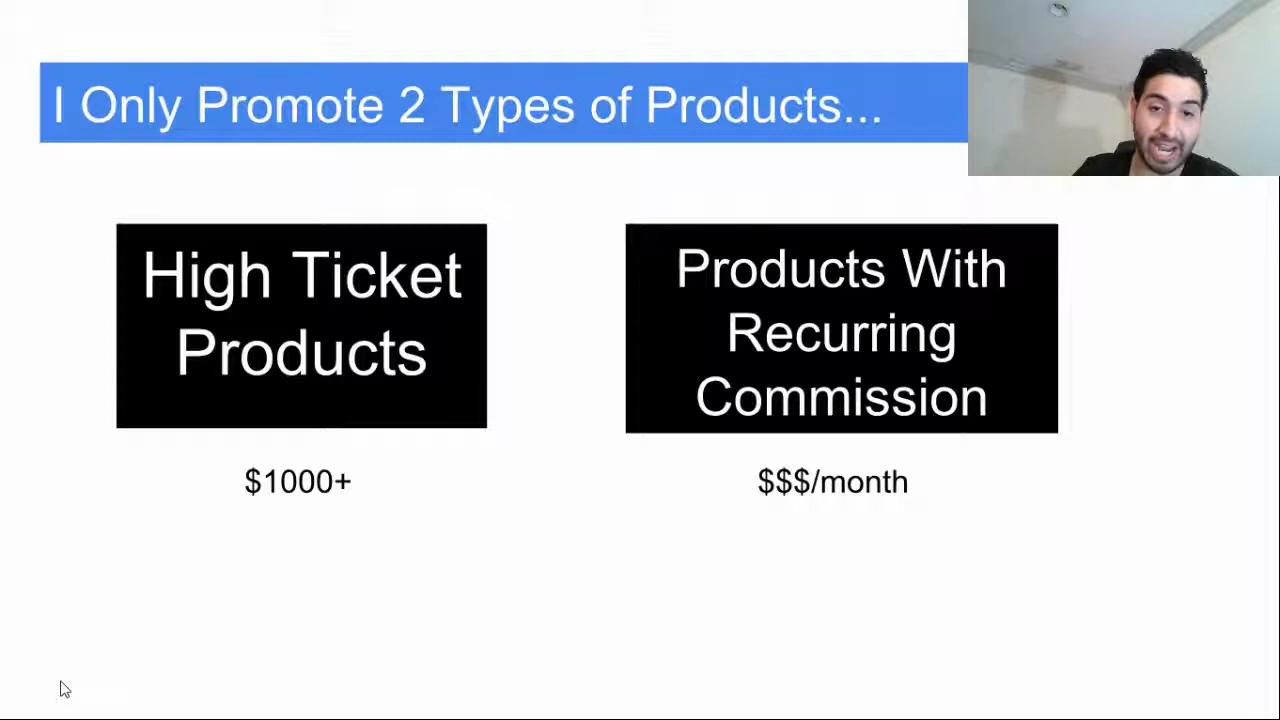 I Only Promote 2 Types of Products...
High Ticket
Products
$1000+
Products With
Recurring
Commission
$$$/month